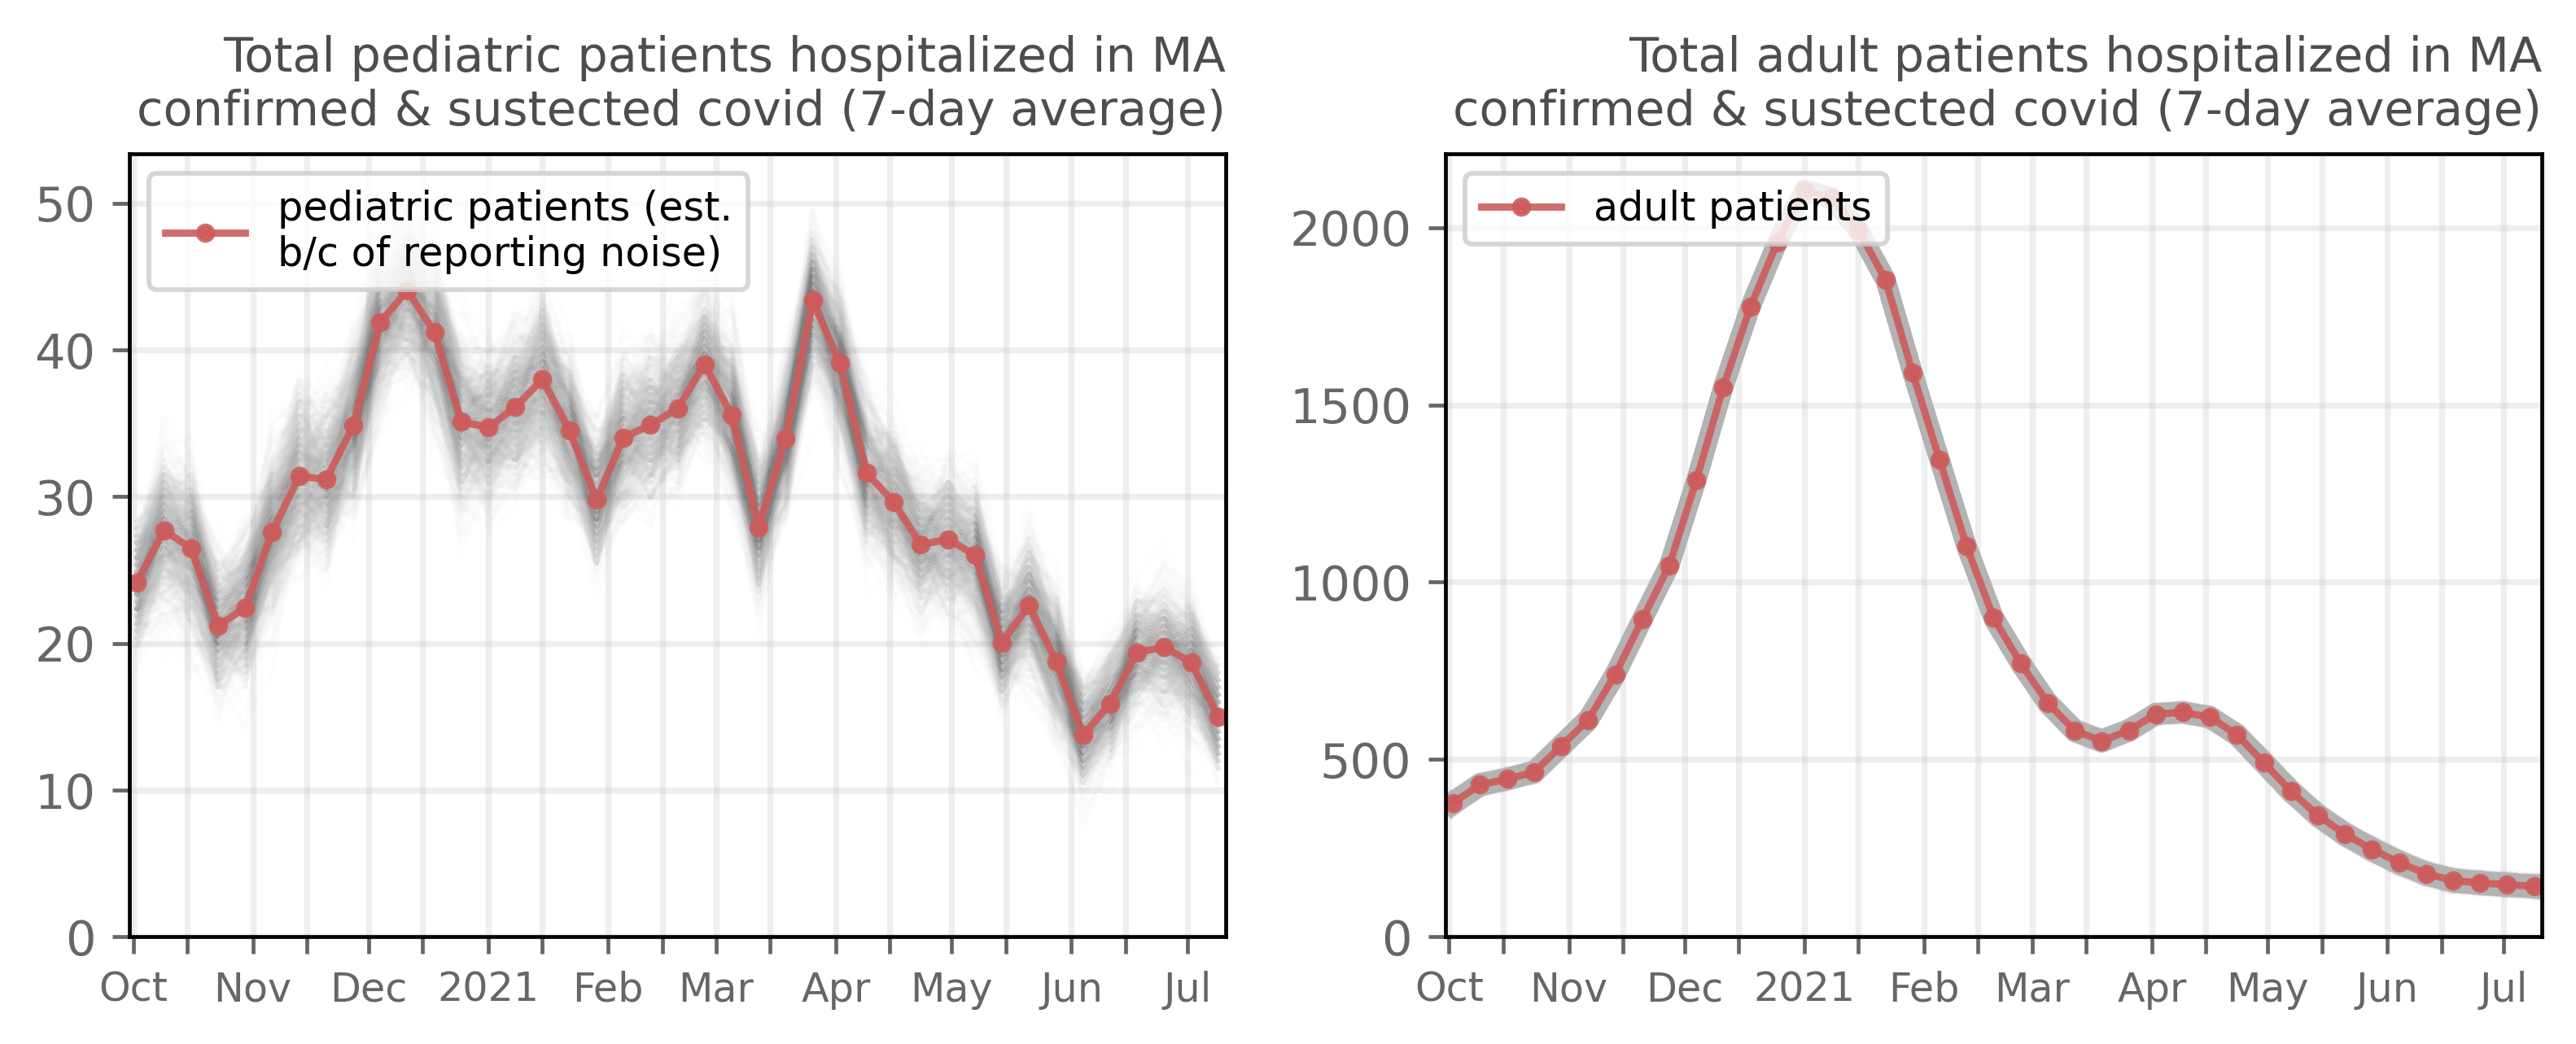 Total pediatric patients hospitalized in MA
confirmed & sustected covid (7-day average)
pediatric patients (est.
b/c of reporting noise)
50
40
30
20
10
0
Oct Nov Dec 2021 Feb Mar Apr May Jun Jul
Total adult patients hospitalized in MA
confirmed & sustected covid (7-day average)
adult patients
2000
1500
1000
500
0
Oct Nov Dec 2021 Feb Mar Apr May Jun Jul